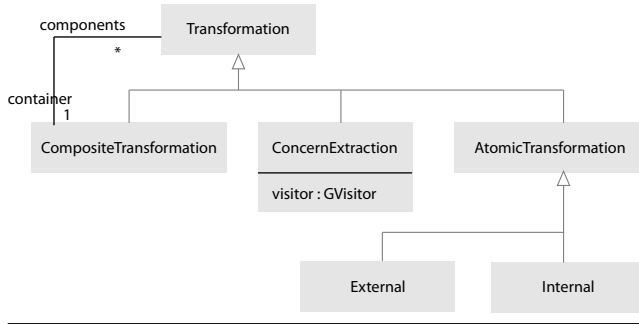 components
Transformation
*
container
1
CompositeTransformation
ConcernExtraction
AtomicTransformation
visitor : GVisitor
External
Internal